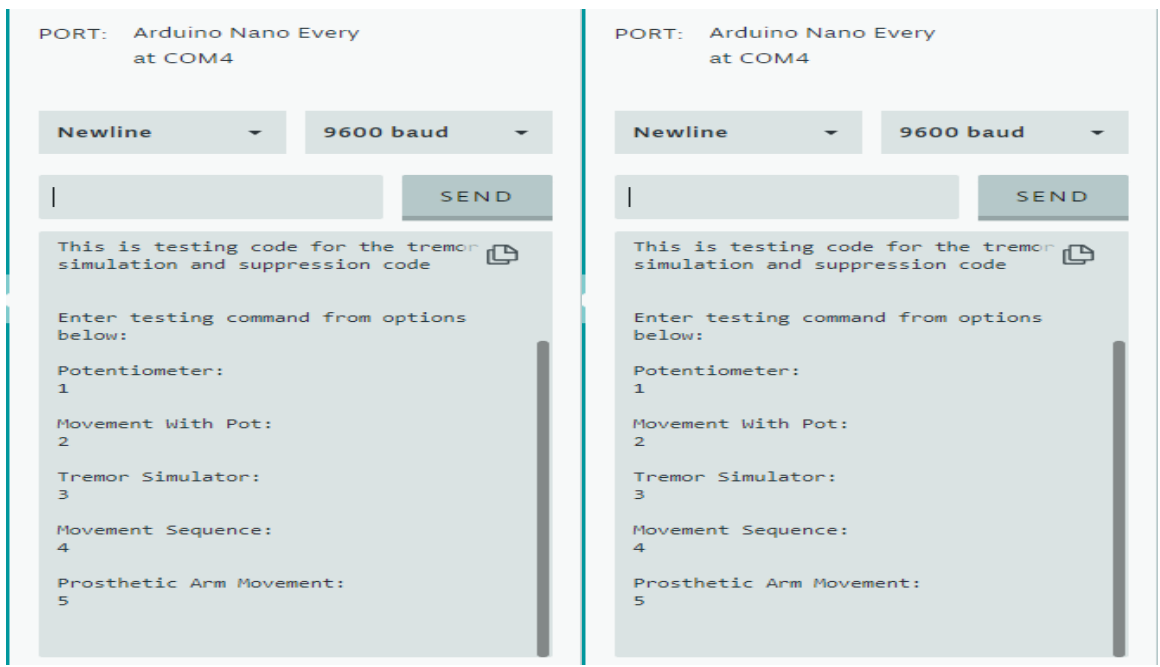 PORT: Arduino Nano Every
at COM4
Newline
9600 baud
SEND
This is testing code for the tremor
simulation and suppression code
Enter testing command from options
below:
Potentiometer:
1
Movement With Pot:
2
Tremor Simulator:
3
Movement Sequence:
4
Prosthetic Arm Movement:
5
PORT: Arduino Nano Every
at COM4
Newline
9600 baud
SEND
This is testing code for the tremor
simulation and suppression code
Enter testing command from options
below:
Potentiometer:
1
Movement With Pot:
2
Tremor Simulator:
3
Movement Sequence:
4
Prosthetic Arm Movement:
5